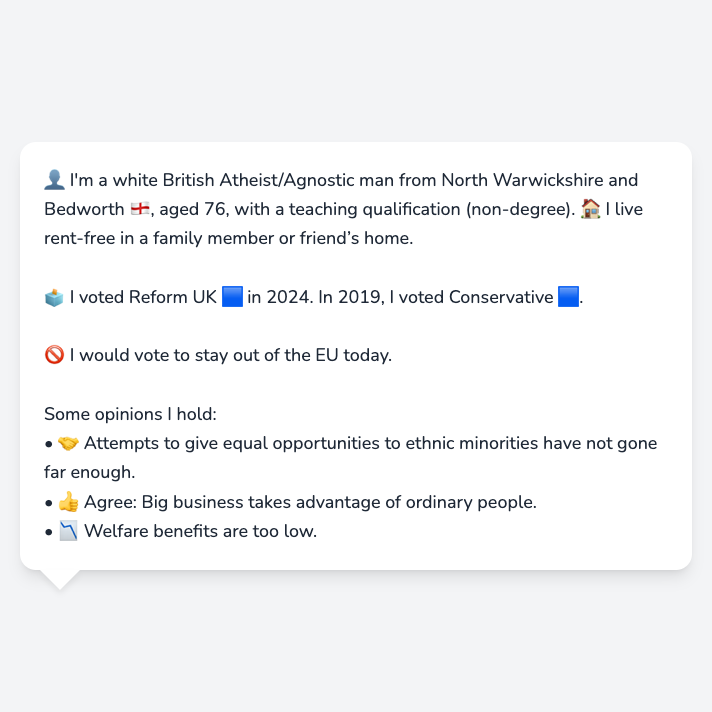 👤 I'm a white British Atheist/Agnostic man from North Warwickshire and
Bedworth 🏴󠁧󠁢󠁥󠁮󠁧󠁿, aged 76, with a teaching qualification (non-degree). 🏠 I live
rent-free in a family member or friend’s home.
🗳️ I voted Reform UK 🟦 in 2024. In 2019, I voted Conservative 🟦.
🚫 I would vote to stay out of the EU today.
Some opinions I hold:
• 🤝 Attempts to give equal opportunities to ethnic minorities have not gone
far enough.
• 👍 Agree: Big business takes advantage of ordinary people.
• 📉 Welfare benefits are too low.